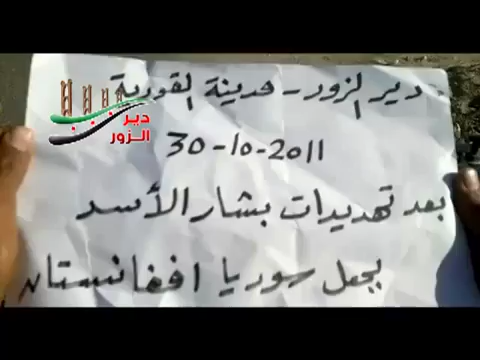 دير الزور - مدينة القورية
30-10-2011
بعد تهديدات بشار الأسد
بجعل سوريا افغانستان
دير
الزور